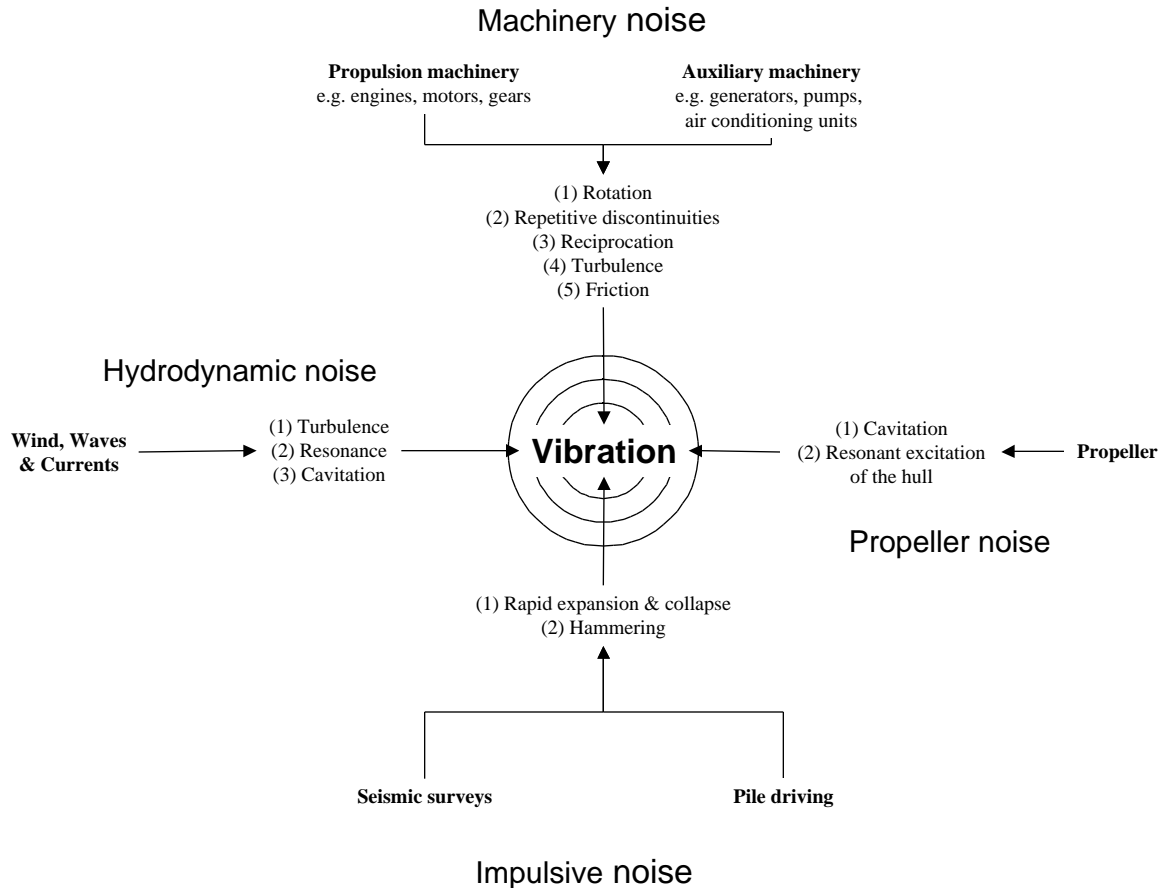 Machinery noise
Propulsion machinery
e.g. engines, motors, gears
Auxiliary machinery
e.g. generators, pumps,
air conditioning units
(1) Rotation
(2) Repetitive discontinuities
(3) Reciprocation
(4) Turbulence
(5) Friction
Hydrodynamic noise
Wind, Waves
& Currents
(1) Turbulence
(2) Resonance
(3) Cavitation
Vibration
(1) Cavitation
(2) Resonant excitation
of the hull
Propeller
Propeller noise
(1) Rapid expansion & collapse
(2) Hammering
Seismic surveys
Pile driving
Impulsive noise